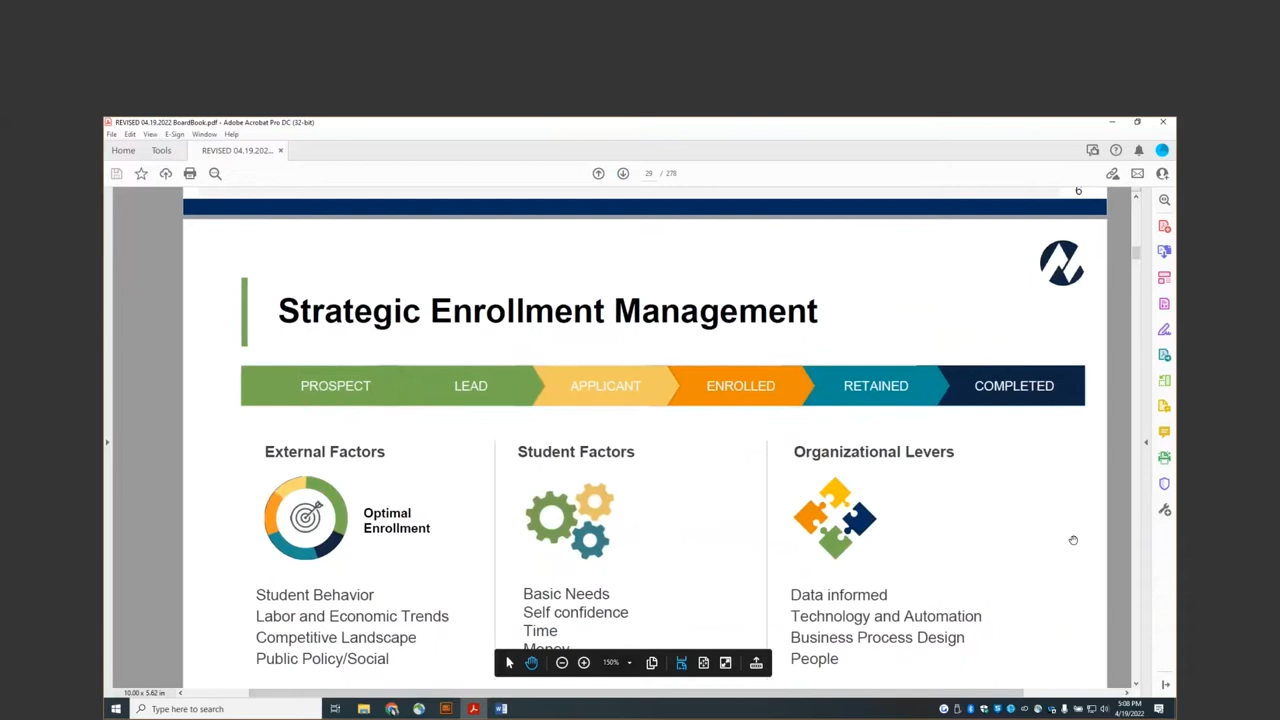 REVISED 04.19.2022 BoardBook.pdf - Adobe Acrobat Pro DC (32-bit)
File Edit View E-Sign Window Help
Home Tools REVISED 04.19.202... ×
29 / 278
6
Strategic Enrollment Management
PROSPECT LEAD APPLICANT ENROLLED RETAINED COMPLETED
External Factors
Optimal
Enrollment
Student Behavior
Labor and Economic Trends
Competitive Landscape
Public Policy/Social
Student Factors
Basic Needs
Self confidence
Time
Money
Organizational Levers
Data informed
Technology and Automation
Business Process Design
People
150%
10.00 x 5.62 in
Type here to search
5:08 PM
4/19/2022